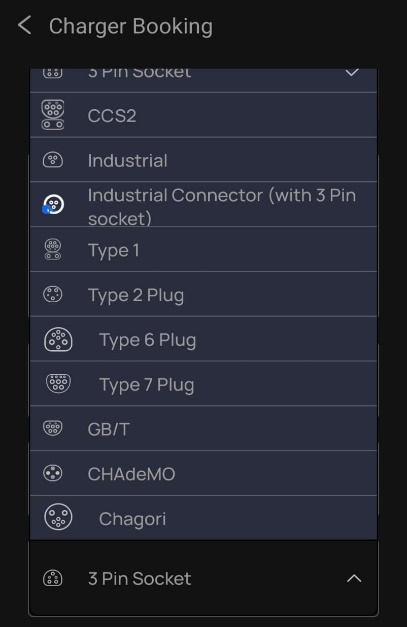 Charger Booking
3 Pin Socket
CCS2
Industrial
Industrial Connector (with 3 Pin
socket)
Type 1
Type 2 Plug
Type 6 Plug
Type 7 Plug
GB/T
CHAdeMO
Chagori
3 Pin Socket